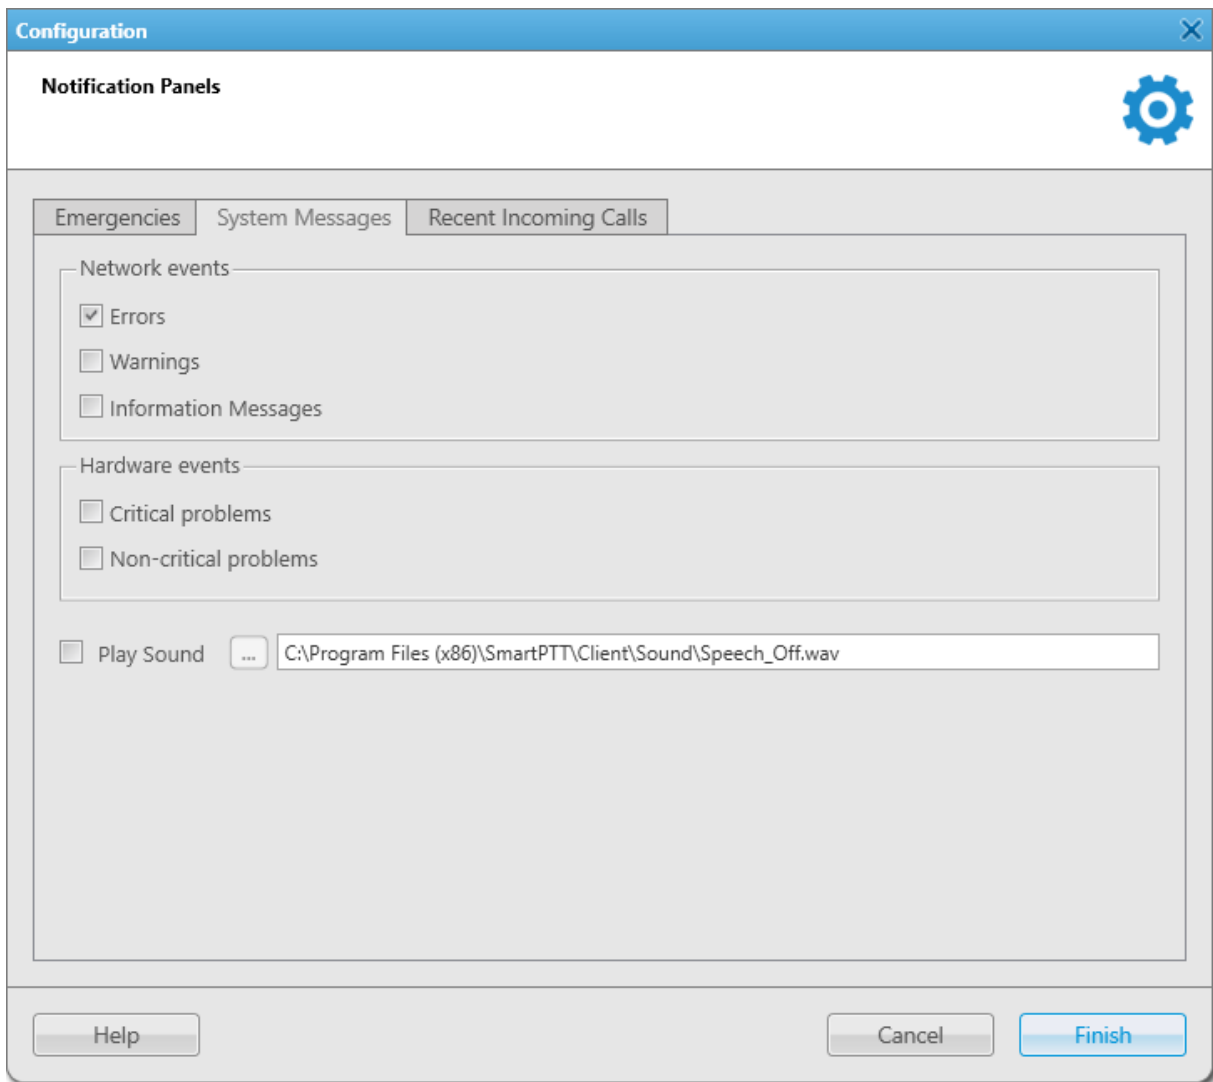 Configuration
Notification Panels
Emergencies System Messages Recent Incoming Calls
Network events
Errors
Warnings
Information Messages
Hardware events
Critical problems
Non-critical problems
Play Sound ... C:\Program Files (x86)\SmartPTT\Client\Sound\Speech_Off.wav
Help Cancel Finish